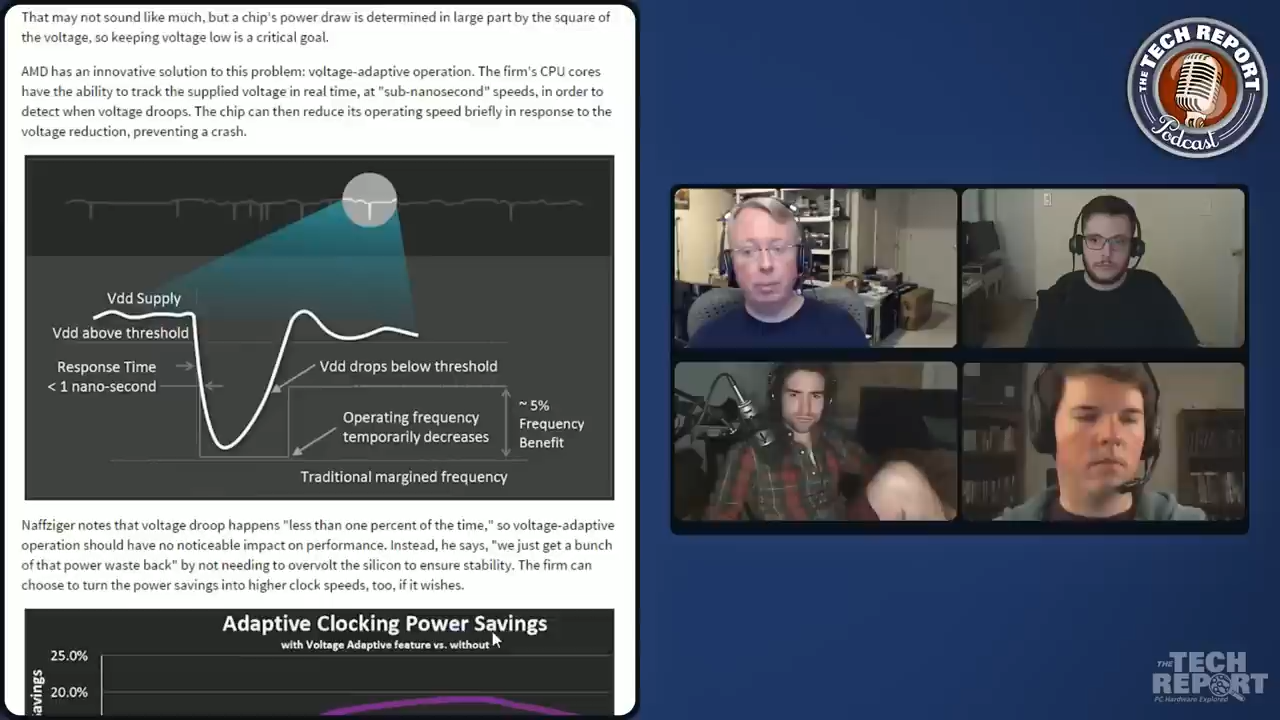 That may not sound like much, but a chip's power draw is determined in large part by the square of
the voltage, so keeping voltage low is a critical goal.
AMD has an innovative solution to this problem: voltage-adaptive operation. The firm's CPU cores
have the ability to track the supplied voltage in real time, at "sub-nanosecond" speeds, in order to
detect when voltage droops. The chip can then reduce its operating speed briefly in response to the
voltage reduction, preventing a crash.
Vdd Supply
Vdd above threshold
Response Time
< 1 nano-second
Vdd drops below threshold
Operating frequency
temporarily decreases
~ 5%
Frequency
Benefit
Traditional margined frequency
Naffziger notes that voltage droop happens "less than one percent of the time," so voltage-adaptive
operation should have no noticeable impact on performance. Instead, he says, "we just get a bunch
of that power waste back" by not needing to overvolt the silicon to ensure stability. The firm can
choose to turn the power savings into higher clock speeds, too, if it wishes.
Adaptive Clocking Power Savings
with Voltage Adaptive feature vs. without
25.0%
20.0%
avings
THE TECH REPORT
Podcast
THE
TECH
REPORT
PC Hardware Explored